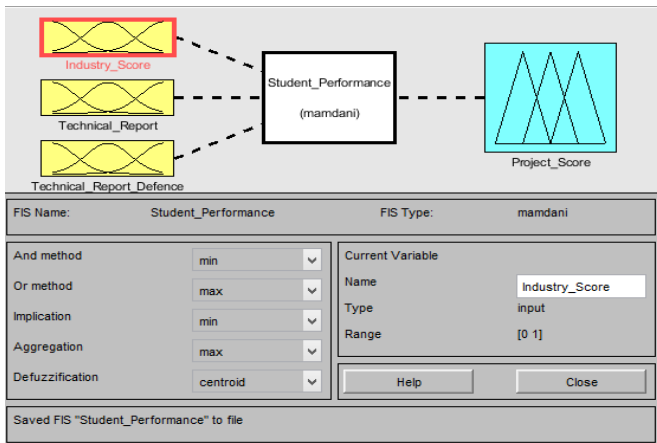 Industry_Score
Technical_Report
Technical_Report_Defence
Student_Performance
(mamdani)
Project_Score
FIS Name: Student_Performance FIS Type: mamdani
And method min
Or method max
Implication min
Aggregation max
Defuzzification centroid
Current Variable
Name Industry_Score
Type input
Range [0 1]
Help Close
Saved FIS "Student_Performance" to file